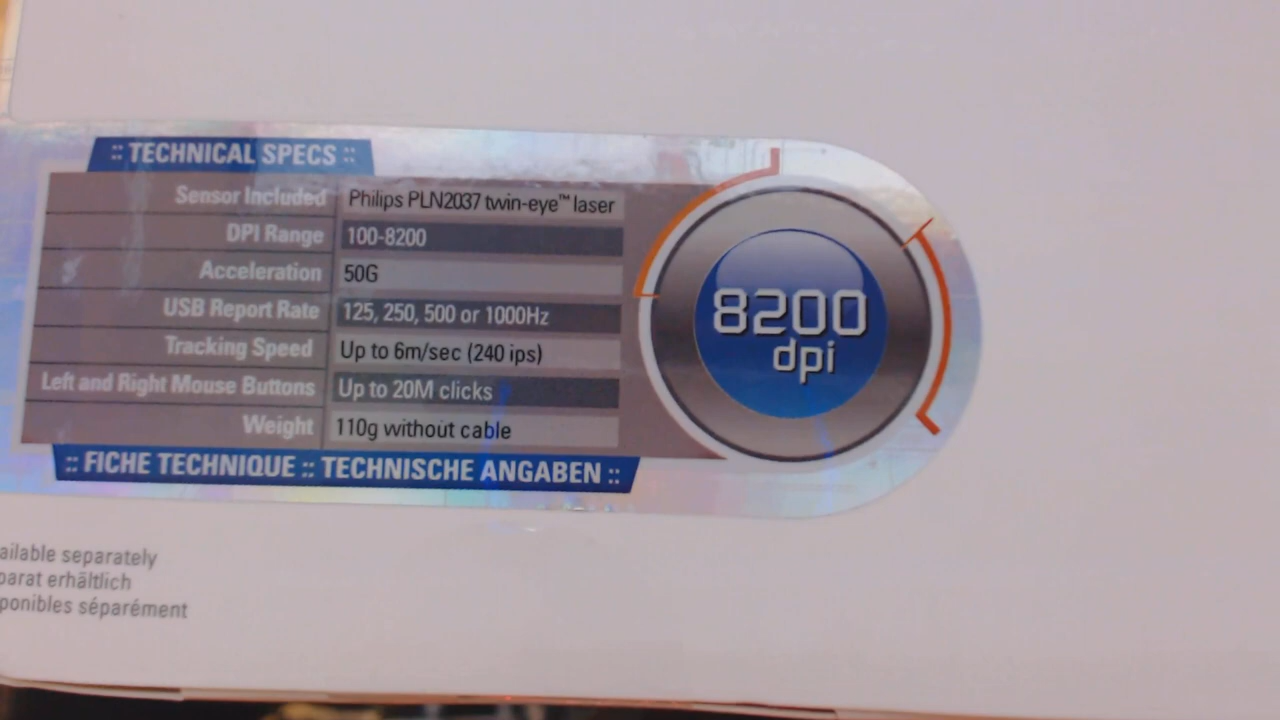 :: TECHNICAL SPECS ::
Sensor Included Philips PLN2037 twin-eye™ laser
DPI Range 100-8200
Acceleration 50G
USB Report Rate 125, 250, 500 or 1000Hz
Tracking Speed Up to 6m/sec (240 ips)
Left and Right Mouse Buttons Up to 20M clicks
Weight 110g without cable
:: FICHE TECHNIQUE :: TECHNISCHE ANGABEN ::
8200
dpi
ailable separately
parat erhältlich
ponibles séparément